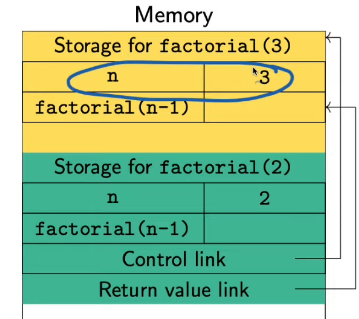 Memory
Storage for factorial(3)
n 3
factorial(n-1)
Storage for factorial(2)
n 2
factorial(n-1)
Control link
Return value link